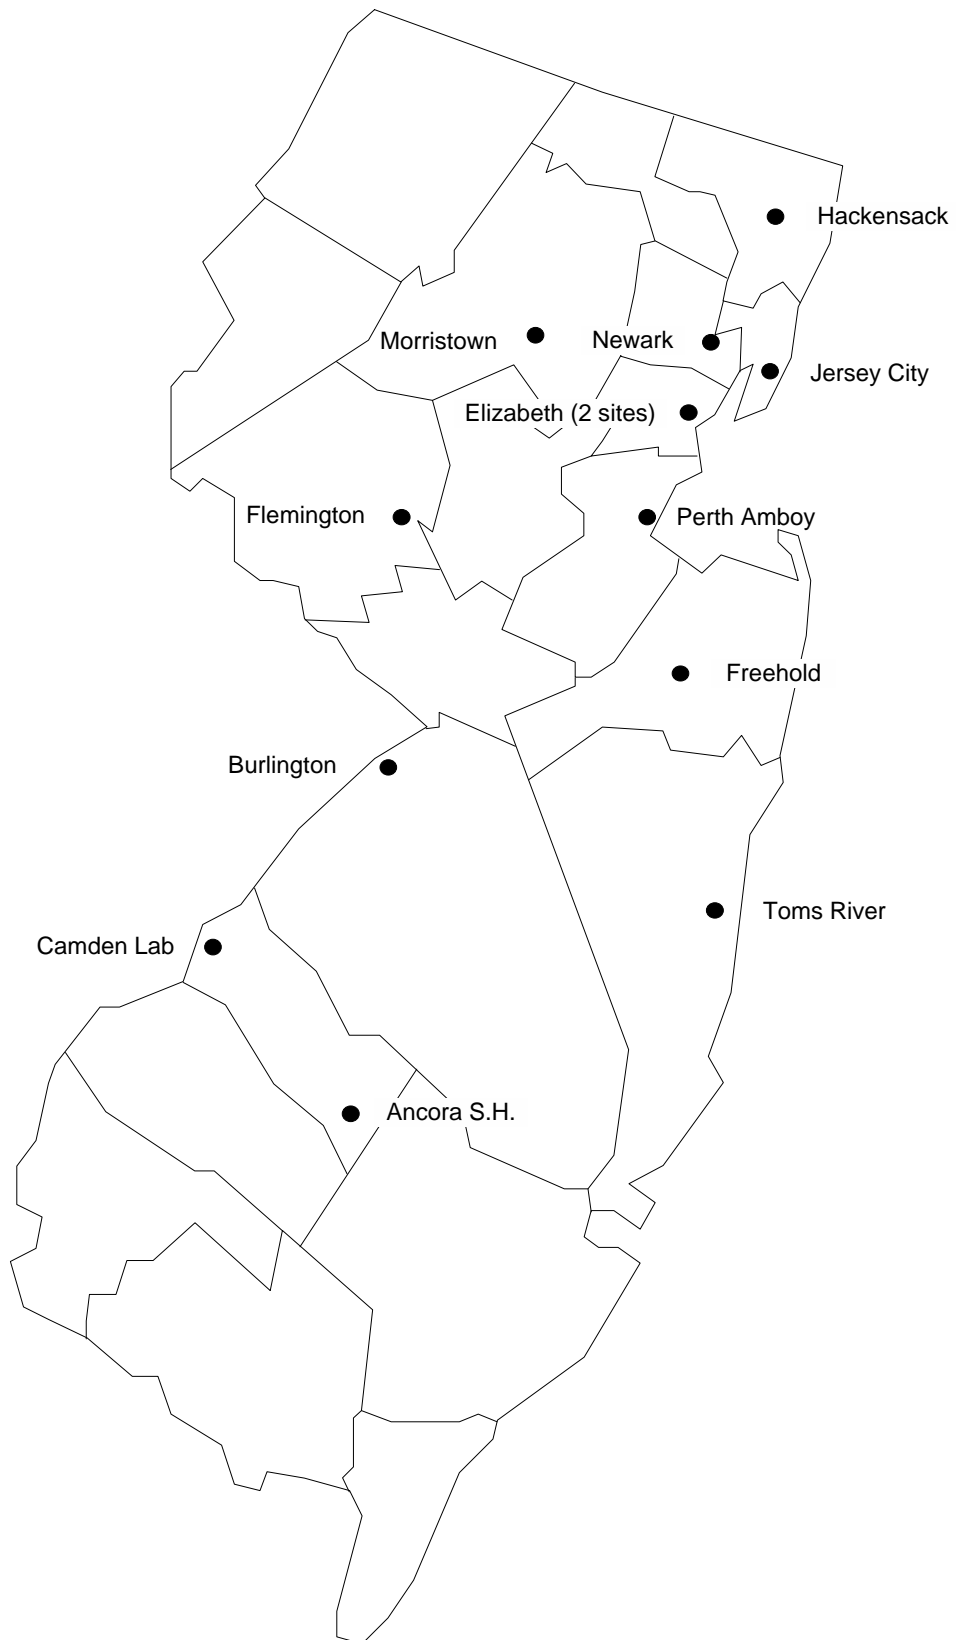 Hackensack
Morristown
Newark
Jersey City
Elizabeth (2 sites)
Flemington
Perth Amboy
Freehold
Burlington
Toms River
Camden Lab
Ancora S.H.